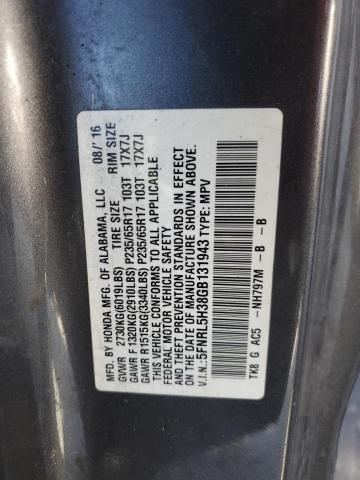 MFD. BY HONDA MFG. OF ALABAMA, LLC 08/'16
GVWR 2730KG(6019LBS) TIRE SIZE RIM SIZE
GAWR F 1320KG(2910LBS) P235/65R17 103T 17X7J
GAWR R1515KG(3340LBS) P235/65R17 103T 17X7J
THIS VEHICLE CONFORMS TO ALL APPLICABLE
FEDERAL MOTOR VEHICLE SAFETY, BUMPER,
AND THEFT PREVENTION STANDARDS IN EFFECT
ON THE DATE OF MANUFACTURE SHOWN ABOVE.
V.I.N.: 5FNRL5H38GB131943 TYPE: MPV
TK8 G AC5 -NH797M - B - B